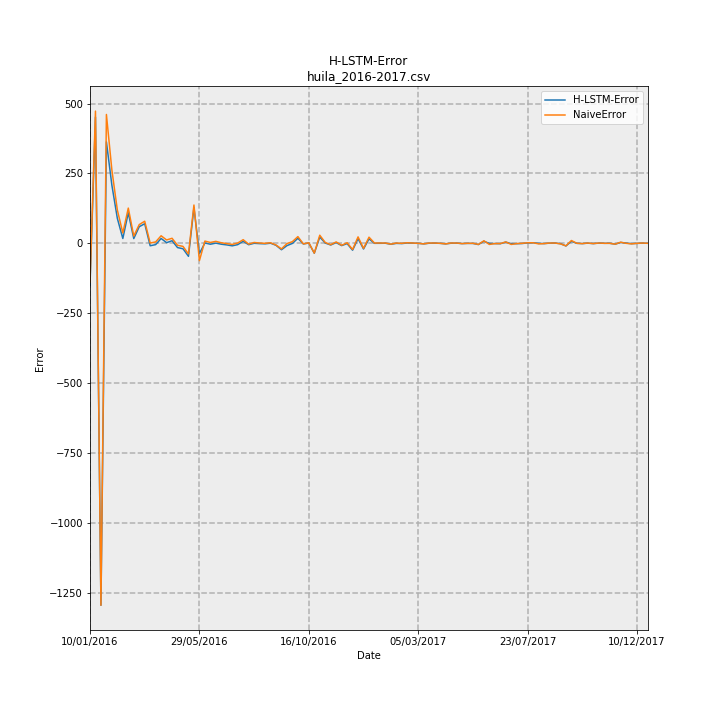 H-LSTM-Error
huila_2016-2017.csv
H-LSTM-Error
NaiveError
500
250
0
−250
−500
−750
−1000
−1250
Error
10/01/2016 29/05/2016 16/10/2016 05/03/2017 23/07/2017 10/12/2017
Date